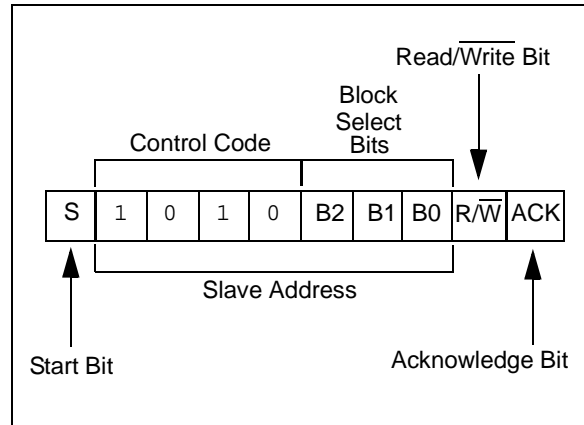 Read/Write Bit
Block
Select
Bits
Control Code
S 1 0 1 0 B2 B1 B0 R/W ACK
Slave Address
Start Bit
Acknowledge Bit